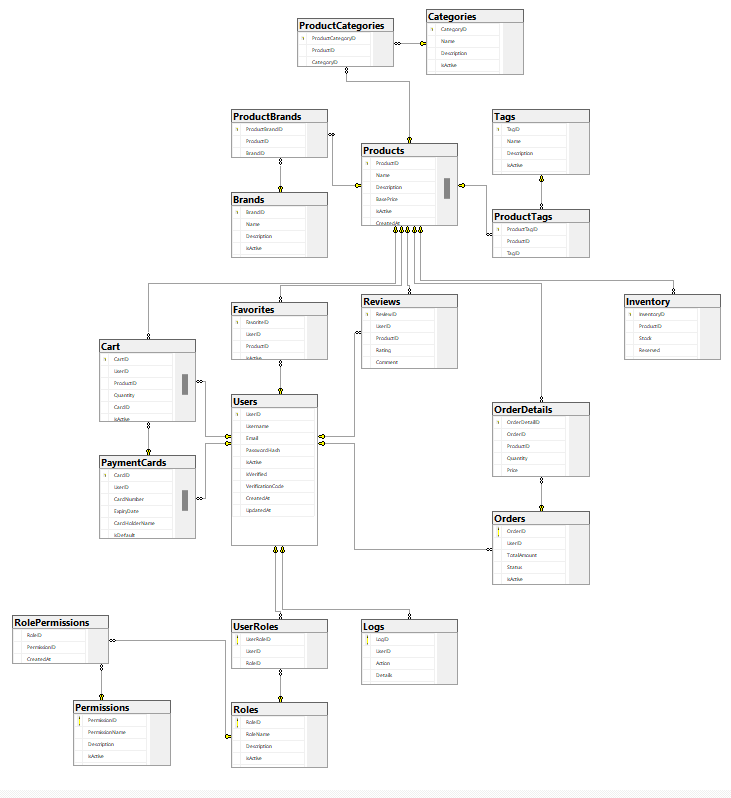 ProductCategories
ProductCategoryID
ProductID
CategoryID
Categories
CategoryID
Name
Description
isActive
ProductBrands
ProductBrandID
ProductID
BrandID
Products
ProductID
Name
Description
BasePrice
isActive
CreatedAt
Tags
TagID
Name
Description
isActive
Brands
BrandID
Name
Description
isActive
ProductTags
ProductTagID
ProductID
TagID
Favorites
FavoriteID
UserID
ProductID
isActive
Reviews
ReviewID
UserID
ProductID
Rating
Comment
Inventory
InventoryID
ProductID
Stock
Reserved
Cart
CartID
UserID
ProductID
Quantity
CardID
isActive
Users
UserID
Username
Email
PasswordHash
isActive
isVerified
VerificationCode
CreatedAt
UpdatedAt
OrderDetails
OrderDetailID
OrderID
ProductID
Quantity
Price
PaymentCards
CardID
UserID
CardNumber
ExpiryDate
CardHolderName
isDefault
Orders
OrderID
UserID
TotalAmount
Status
isActive
RolePermissions
RoleID
PermissionID
CreatedAt
UserRoles
UserRoleID
UserID
RoleID
Logs
LogID
UserID
Action
Details
Permissions
PermissionID
PermissionName
Description
isActive
Roles
RoleID
RoleName
Description
isActive